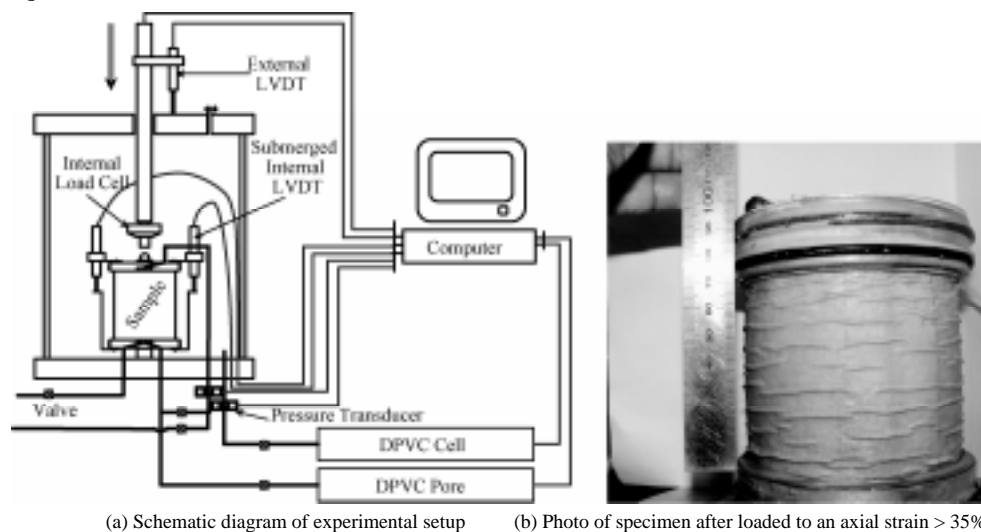 External
LVDT
Internal
Load Cell
Submerged
Internal
LVDT
Computer
Sample
Valve
Pressure Transducer
DPVC Cell
DPVC Pore
100
(a) Schematic diagram of experimental setup
(b) Photo of specimen after loaded to an axial strain > 35%